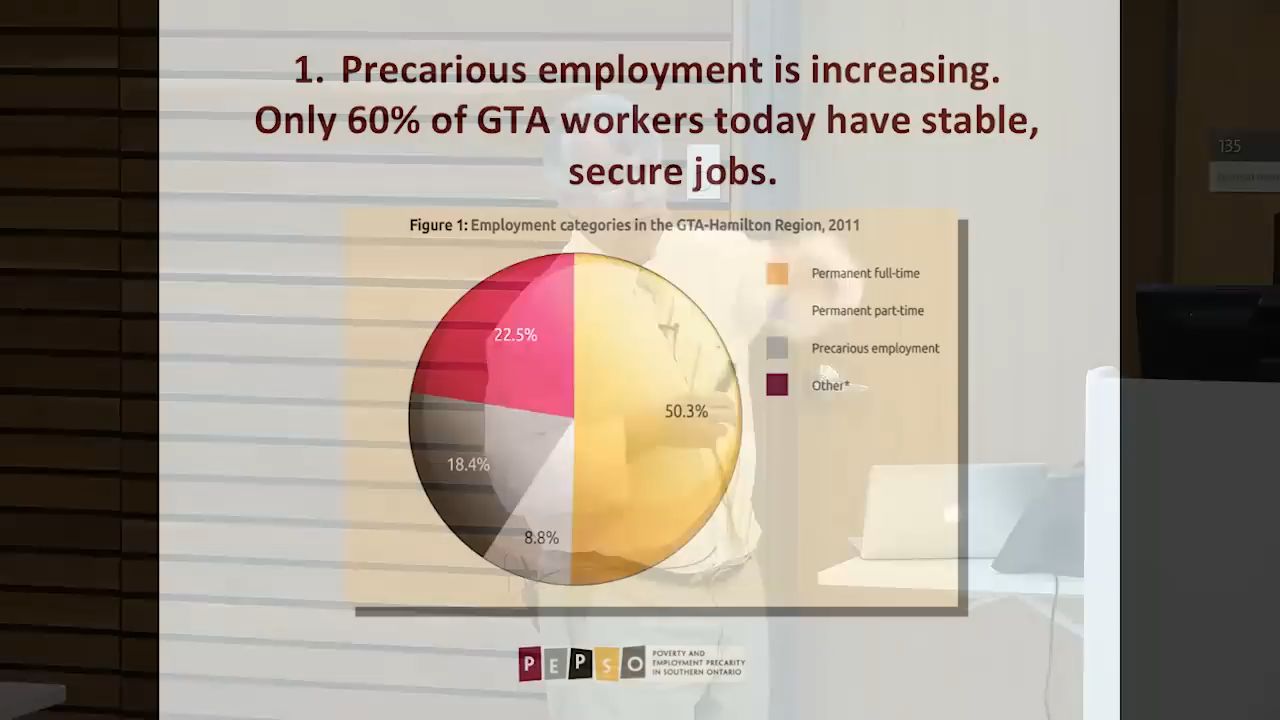 1. Precarious employment is increasing.
Only 60% of GTA workers today have stable,
secure jobs.
Figure 1: Employment categories in the GTA-Hamilton Region, 2011
Permanent full-time
Permanent part-time
Precarious employment
Other*
22.5%
50.3%
18.4%
8.8%
PEPSO
POVERTY AND
EMPLOYMENT PRECARITY
IN SOUTHERN ONTARIO
135